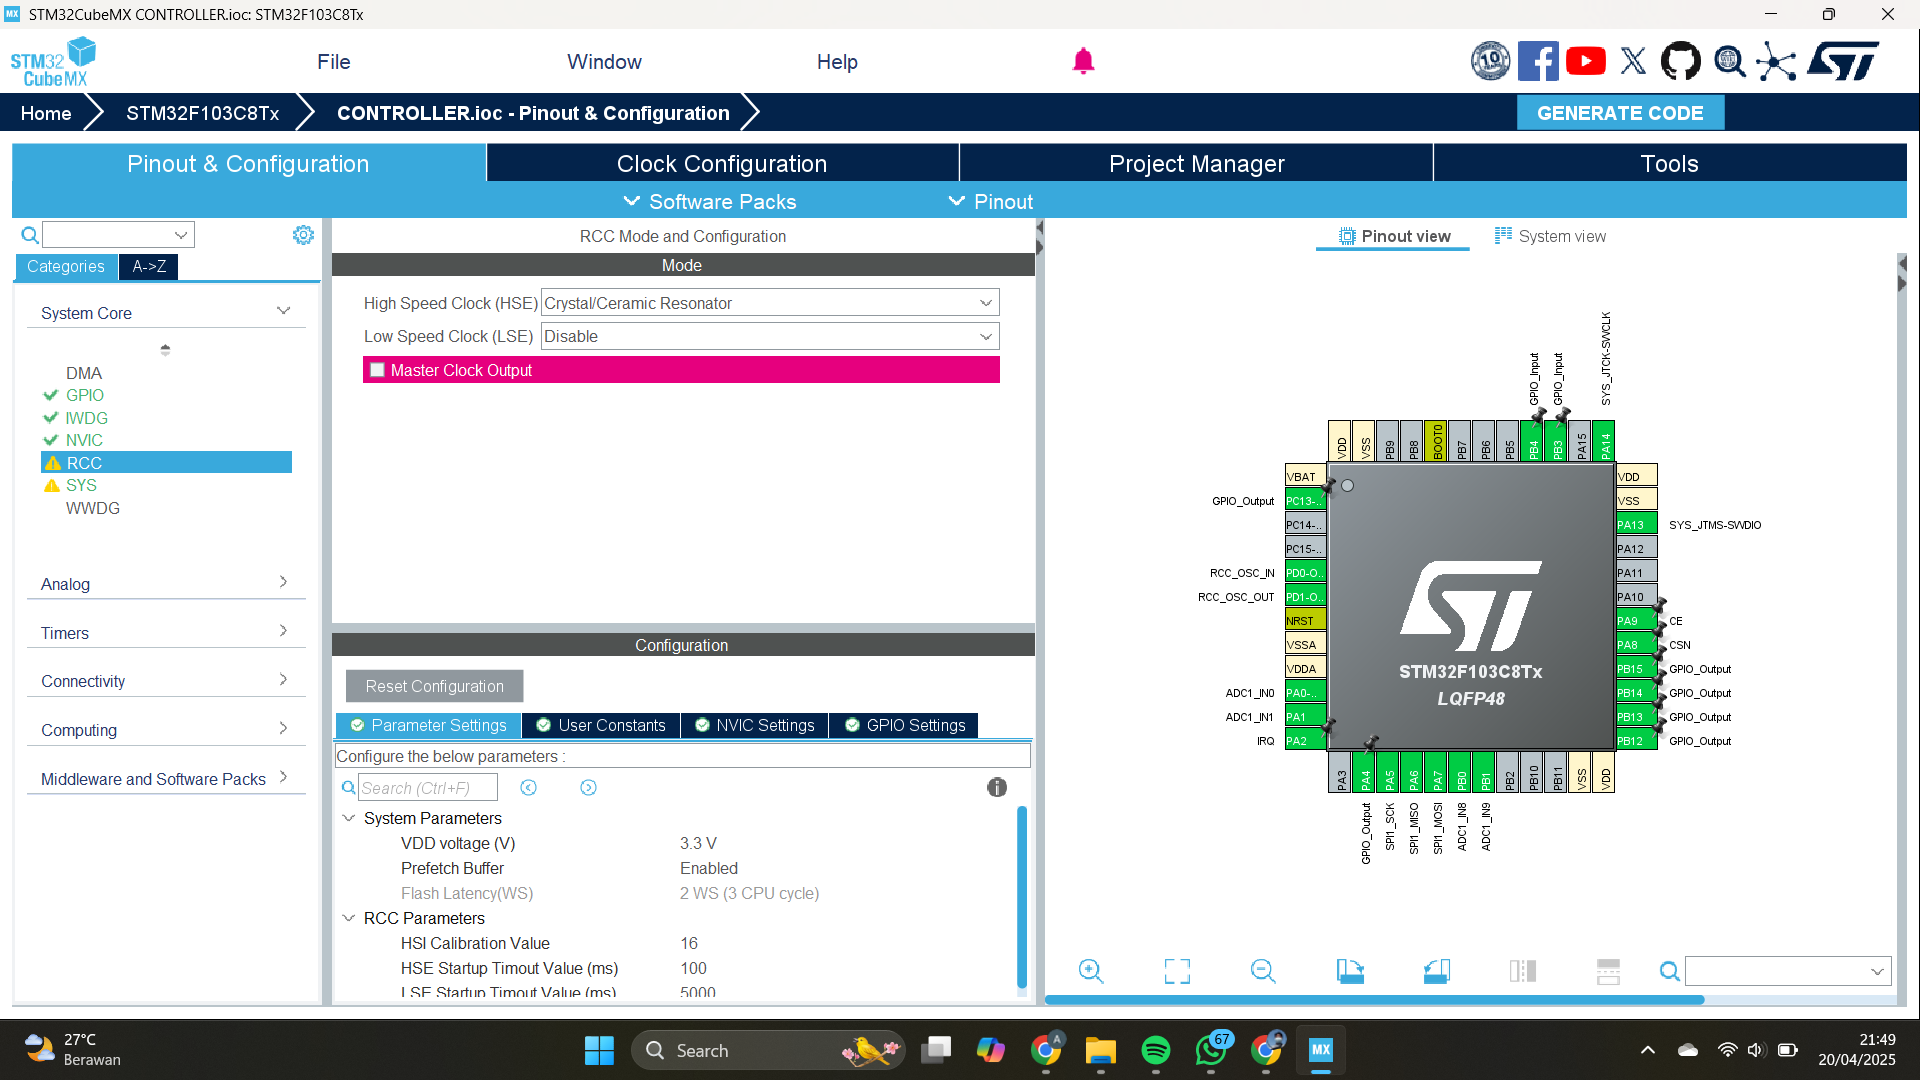 MX STM32CubeMX CONTROLLER.ioc: STM32F103C8Tx
STM32
CubeMX
File
Window
Help
10
Home
STM32F103C8Tx
CONTROLLER.ioc - Pinout & Configuration
GENERATE CODE
Pinout & Configuration
Clock Configuration
Project Manager
Tools
Software Packs
Pinout
Categories
A->Z
System Core
DMA
GPIO
IWDG
NVIC
RCC
SYS
WWDG
Analog
Timers
Connectivity
Computing
Middleware and Software Packs
RCC Mode and Configuration
Mode
High Speed Clock (HSE) Crystal/Ceramic Resonator
Low Speed Clock (LSE) Disable
Master Clock Output
Configuration
Reset Configuration
Parameter Settings
User Constants
NVIC Settings
GPIO Settings
Configure the below parameters :
Search (Ctrl+F)
System Parameters
VDD voltage (V) 3.3 V
Prefetch Buffer Enabled
Flash Latency(WS) 2 WS (3 CPU cycle)
RCC Parameters
HSI Calibration Value 16
HSE Startup Timout Value (ms) 100
LSE Startup Timout Value (ms) 5000
Pinout view
System view
GPIO_Input
GPIO_Input
SYS_JTCK-SWCLK
VDD
VSS
PB9
PB8
BOOT0
PB7
PB6
PB5
PB4
PB3
PA15
PA14
VBAT
GPIO_Output PC13-..
PC14-..
PC15-..
RCC_OSC_IN PD0-O..
RCC_OSC_OUT PD1-O..
NRST
VSSA
VDDA
ADC1_IN0 PA0-..
ADC1_IN1 PA1
IRQ PA2
VDD
VSS
PA13 SYS_JTMS-SWDIO
PA12
PA11
PA10
PA9 CE
PA8 CSN
PB15 GPIO_Output
PB14 GPIO_Output
PB13 GPIO_Output
PB12 GPIO_Output
ST
STM32F103C8Tx
LQFP48
PA3
PA4
PA5
PA6
PA7
PB0
PB1
PB2
PB10
PB11
VSS
VDD
GPIO_Output
SPI1_SCK
SPI1_MISO
SPI1_MOSI
ADC1_IN8
ADC1_IN9
27°C
Berawan
Search
A
67
MX
21:49
20/04/2025